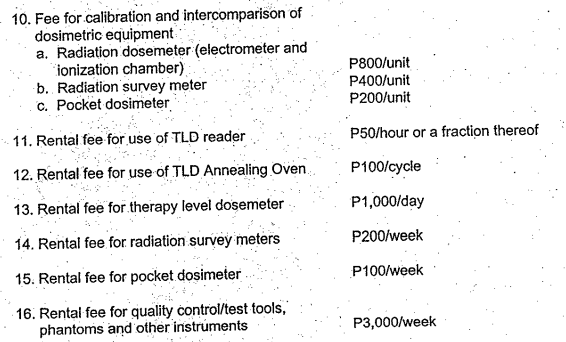 10. Fee for calibration and intercomparison of
dosimetric equipment
a. Radiation dosemeter (electrometer and
ionization chamber) P800/unit
b. Radiation survey meter P400/unit
c. Pocket dosimeter P200/unit
11. Rental fee for use of TLD reader P50/hour or a fraction thereof
12. Rental fee for use of TLD Annealing Oven P100/cycle
13. Rental fee for therapy level dosemeter P1,000/day
14. Rental fee for radiation survey meters P200/week
15. Rental fee for pocket dosimeter P100/week
16. Rental fee for quality control/test tools,
phantoms and other instruments P3,000/week